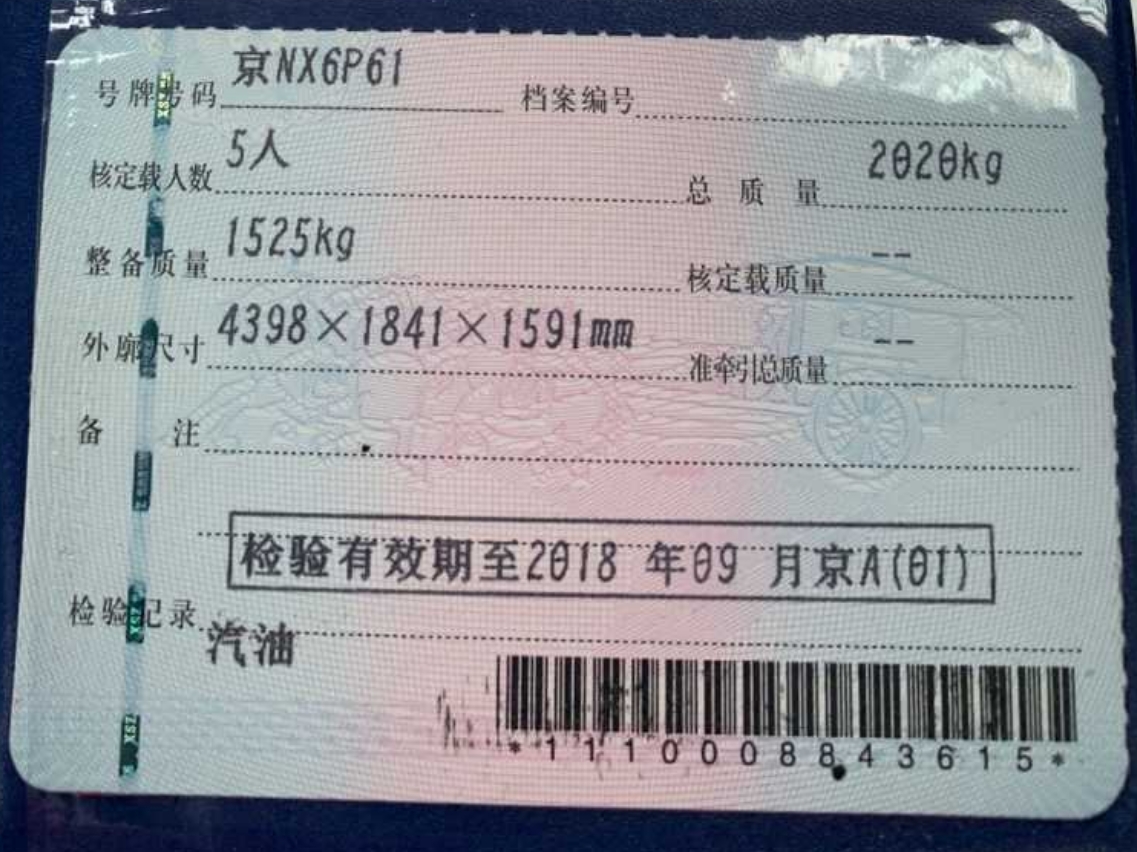 号牌号码 京NX6P61 档案编号
核定载人数 5人 总质量 2020kg
整备质量 1525kg 核定载质量 --
外廓尺寸 4398×1841×1591mm 准牵引总质量 --
备注
检验有效期至2018 年09 月京A(01)
检验记录
汽油
*1110008843615*